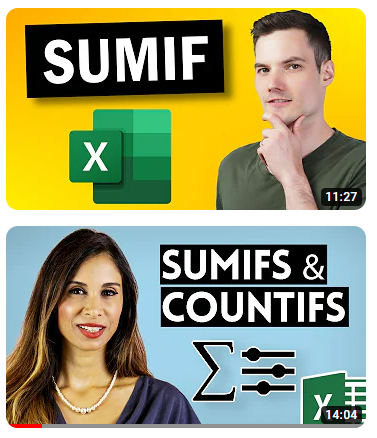 SUMIF
X
11:27
SUMIFS &
COUNTIFS
Σ
X
14:04